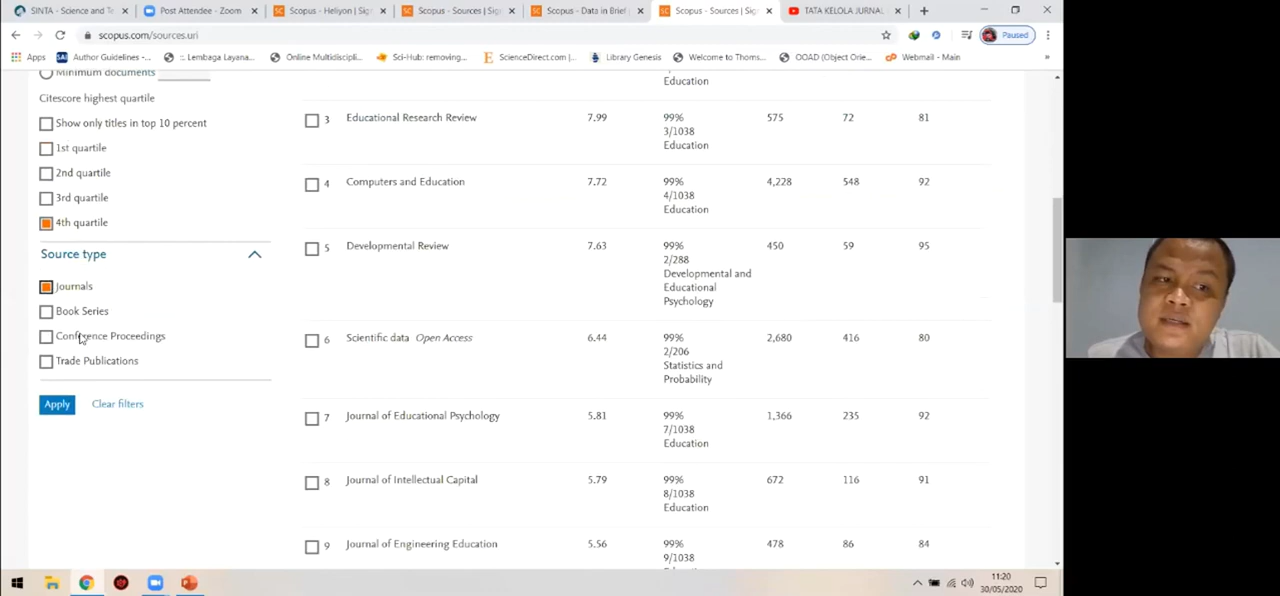 SINTA - Science and Te
Post Attendee - Zoom
Scopus - Heliyon | Sig
Scopus - Sources | Sig
Scopus - Data in Brief
Scopus - Sources | Sig
TATA KELOLA JURNAL
scopus.com/sources.uri
Paused
Apps
Author Guidelines -...
:: Lembaga Layana...
Online Multidiscipli...
Sci-Hub: removing...
ScienceDirect.com |...
Library Genesis
Welcome to Thoms...
OOAD (Object Orie...
Webmail - Main
Minimum documents
Education
Citescore highest quartile
Show only titles in top 10 percent
1st quartile
2nd quartile
3rd quartile
4th quartile
Source type
Journals
Book Series
Conference Proceedings
Trade Publications
Apply Clear filters
3 Educational Research Review 7.99 99% 575 72 81
3/1038
Education
4 Computers and Education 7.72 99% 4,228 548 92
4/1038
Education
5 Developmental Review 7.63 99% 450 59 95
2/288
Developmental and
Educational
Psychology
6 Scientific data Open Access 6.44 99% 2,680 416 80
2/206
Statistics and
Probability
7 Journal of Educational Psychology 5.81 99% 1,366 235 92
7/1038
Education
8 Journal of Intellectual Capital 5.79 99% 672 116 91
8/1038
Education
9 Journal of Engineering Education 5.56 99% 478 86 84
9/1038
11:20
30/05/2020